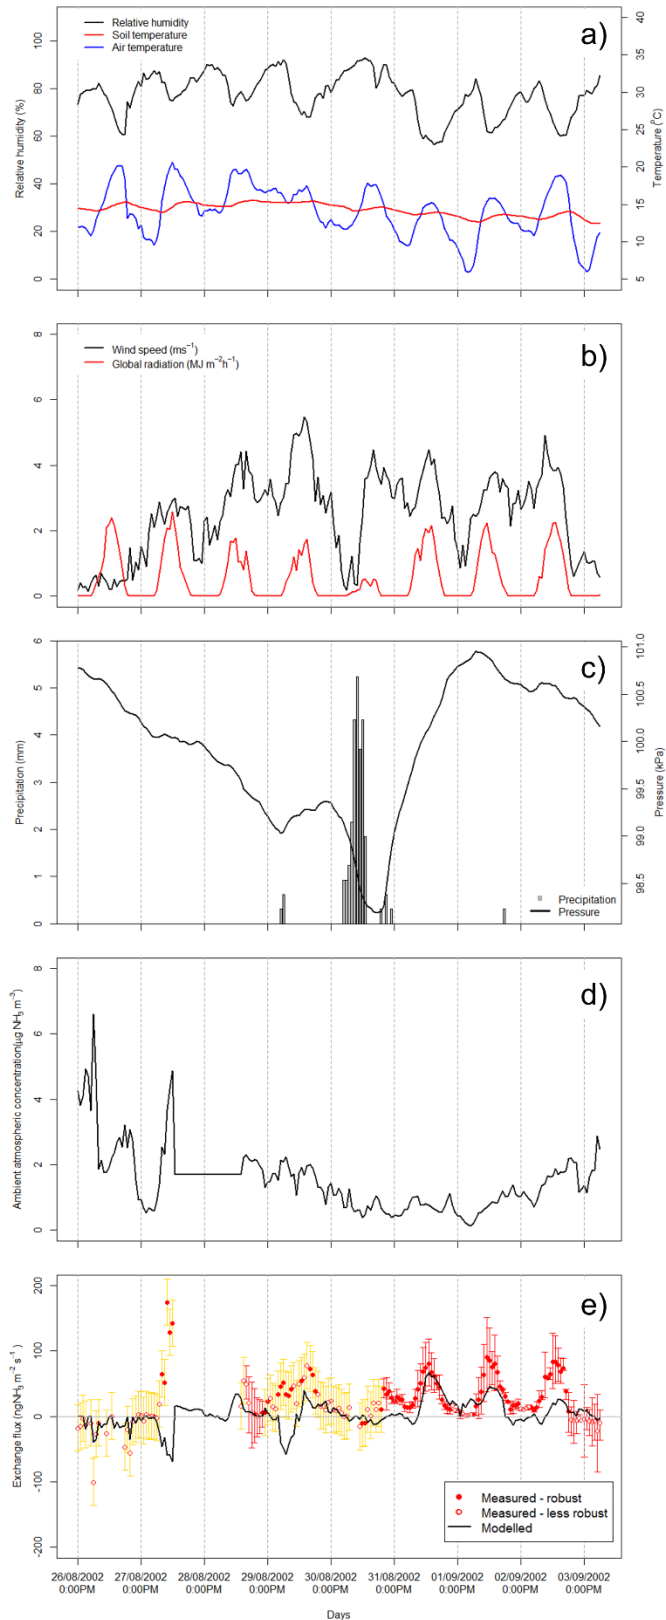 a)
Relative humidity
Soil temperature
Air temperature
Relative humidity (%)
0
20
40
60
80
100
Temperature (°C)
5
10
15
20
25
30
35
40
b)
Wind speed (ms⁻¹)
Global radiation (MJ m⁻²h⁻¹)
0
2
4
6
8
c)
Precipitation (mm)
0
1
2
3
4
5
6
Pressure (kPa)
98.5
99.0
99.5
100.0
100.5
101.0
Precipitation
Pressure
d)
Ambient atmospheric concentration(µg NH₃ m⁻³)
0
2
4
6
8
e)
Exchange flux (ngNH₃ m⁻² s⁻¹)
-200
-100
0
100
200
Measured - robust
Measured - less robust
Modelled
26/08/2002 27/08/2002 28/08/2002 29/08/2002 30/08/2002 31/08/2002 01/09/2002 02/09/2002 03/09/2002
0:00PM 0:00PM 0:00PM 0:00PM 0:00PM 0:00PM 0:00PM 0:00PM 0:00PM
Days